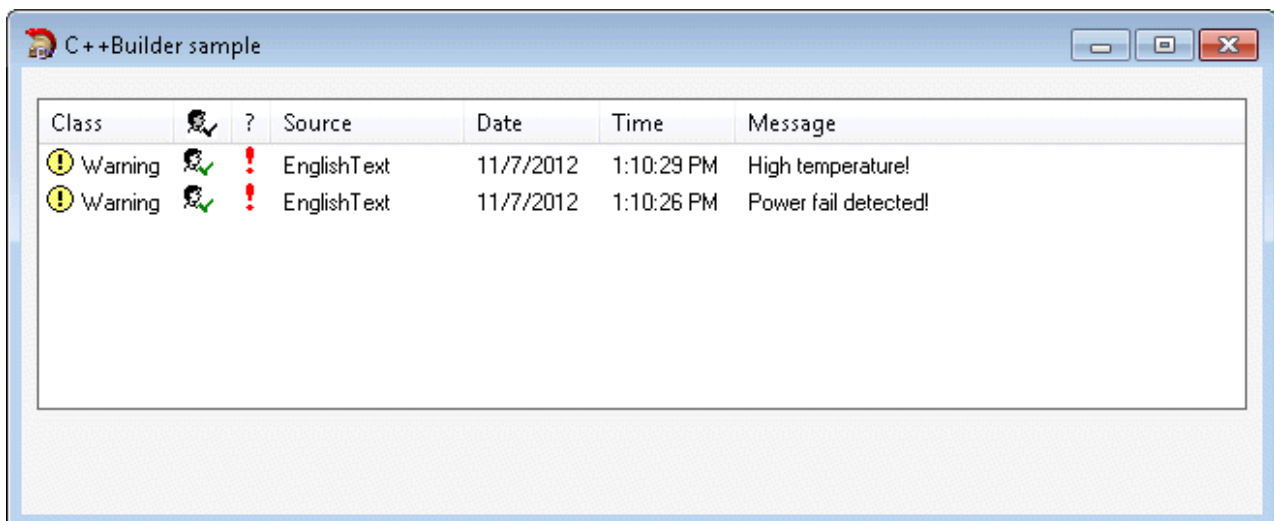 C++Builder sample
Class ? Source Date Time Message
Warning EnglishText 11/7/2012 1:10:29 PM High temperature!
Warning EnglishText 11/7/2012 1:10:26 PM Power fail detected!